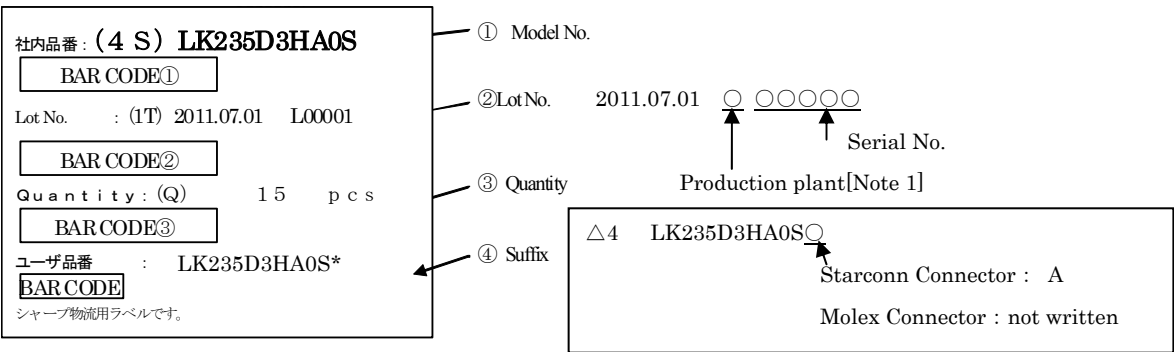 社内品番 : (4S) LK235D3HA0S
BAR CODE①
Lot No. : (1T) 2011.07.01 L00001
BAR CODE②
Quantity : (Q) 15 pcs
BAR CODE③
ユーザ品番 : LK235D3HA0S*
BAR CODE
シャープ物流用ラベルです。
① Model No.
②Lot No. 2011.07.01 ○ ○○○○○
Serial No.
Production plant[Note 1]
③ Quantity
④ Suffix
△4 LK235D3HA0S○
Starconn Connector : A
Molex Connector : not written